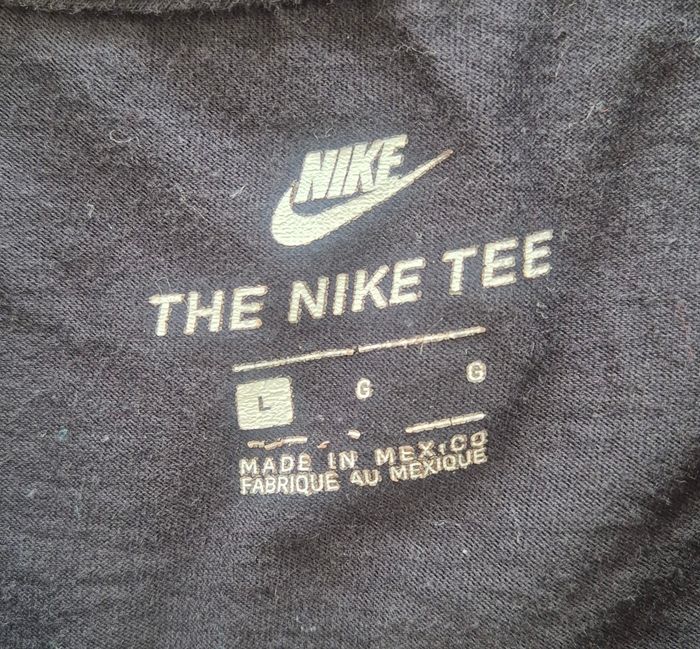 NIKE
THE NIKE TEE
L G G
MADE IN MEXICO
FABRIQUE AU MEXIQUE